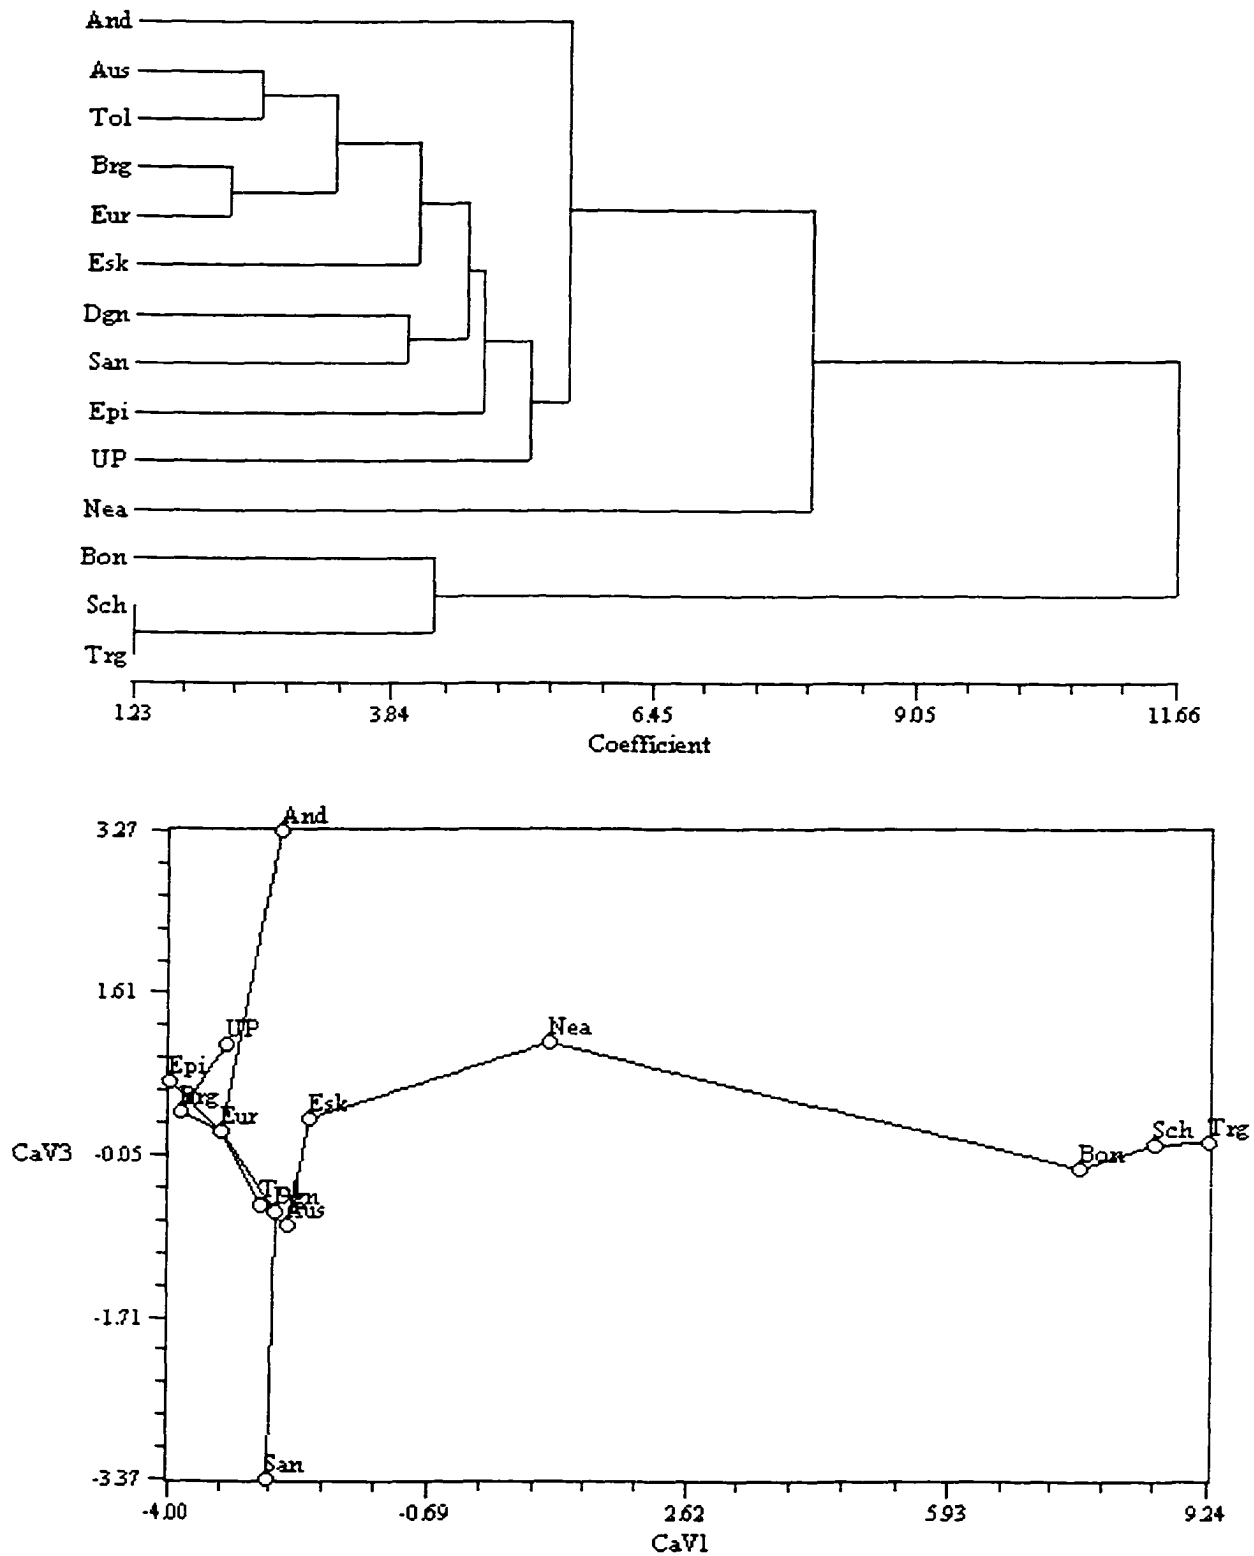 And
Aus
Tol
Brg
Eur
Esk
Dgn
San
Epi
UP
Nea
Bon
Sch
Trg
1.23 3.84 6.45 9.05 11.66
Coefficient
And
3.27
1.61
UP
Nea
Epi
Brg
Eur
Esk
Sch Trg
CaV3 -0.05
Bon
Dgn
Aus
-1.71
San
-3.37
-4.00 -0.69 2.62 5.93 9.24
CaV1